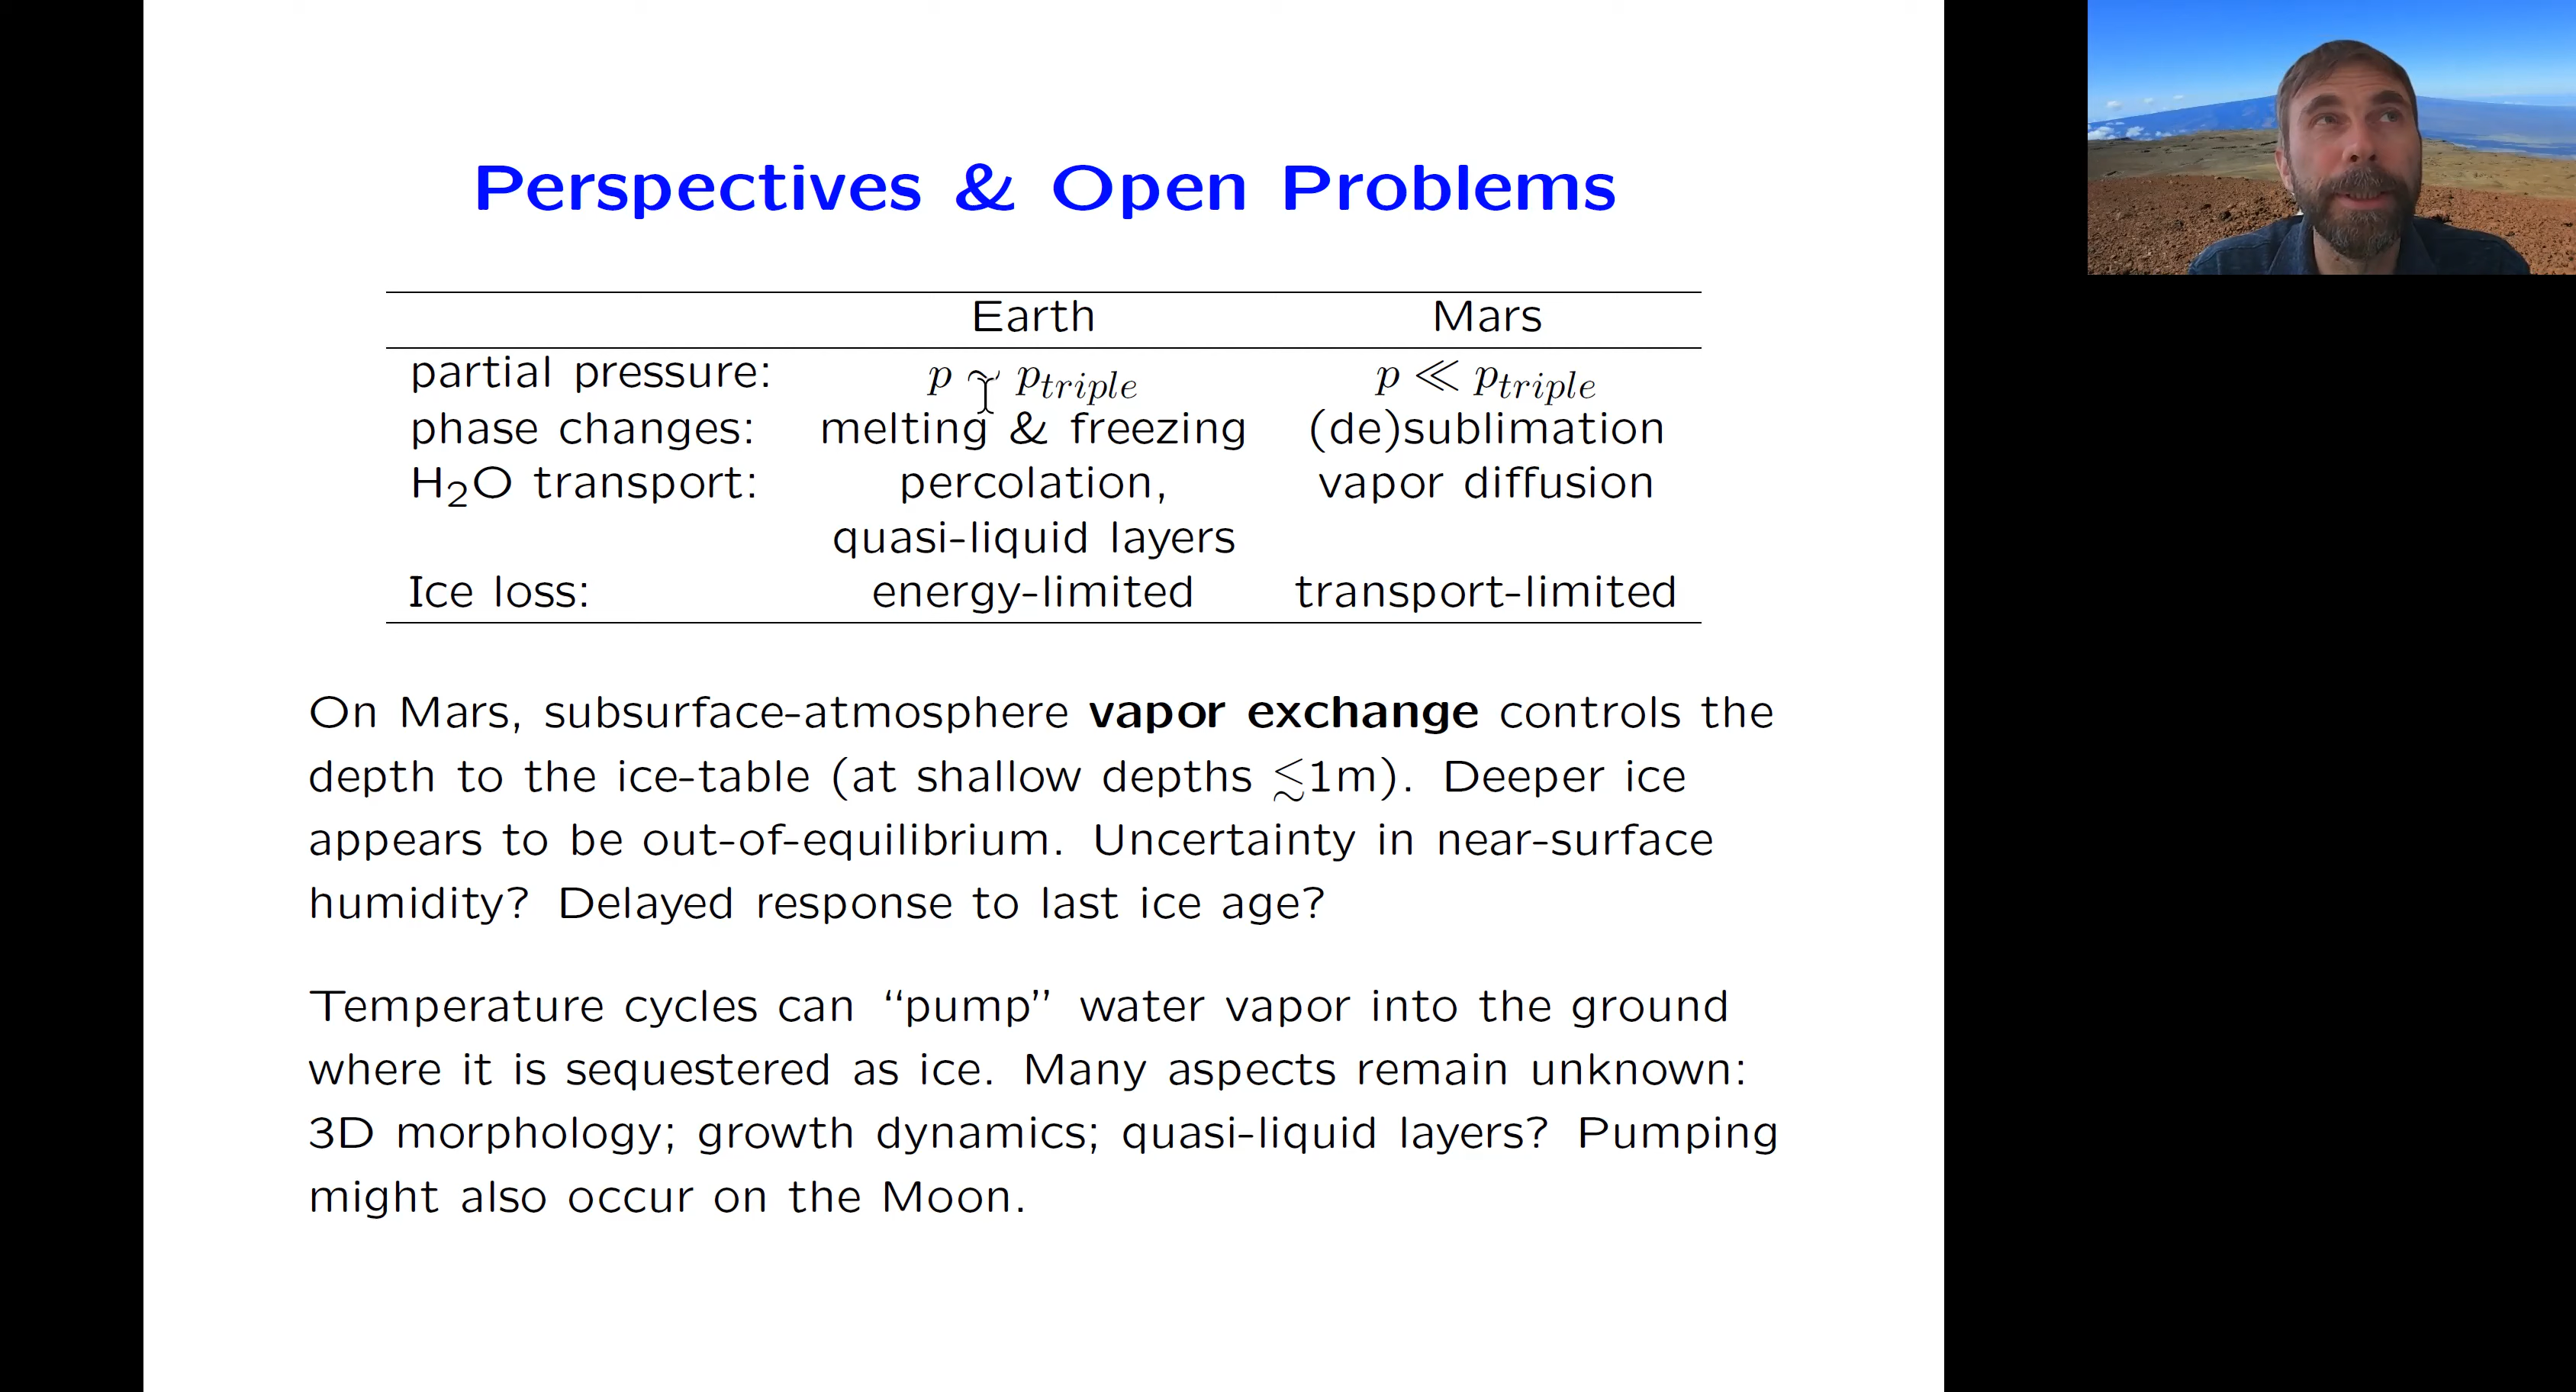 Perspectives & Open Problems
Earth Mars
partial pressure: p ~ p_triple p ≪ p_triple
phase changes: melting & freezing (de)sublimation
H₂O transport: percolation, vapor diffusion
quasi-liquid layers
Ice loss: energy-limited transport-limited
On Mars, subsurface-atmosphere vapor exchange controls the
depth to the ice-table (at shallow depths ≲1m). Deeper ice
appears to be out-of-equilibrium. Uncertainty in near-surface
humidity? Delayed response to last ice age?
Temperature cycles can “pump” water vapor into the ground
where it is sequestered as ice. Many aspects remain unknown:
3D morphology; growth dynamics; quasi-liquid layers? Pumping
might also occur on the Moon.